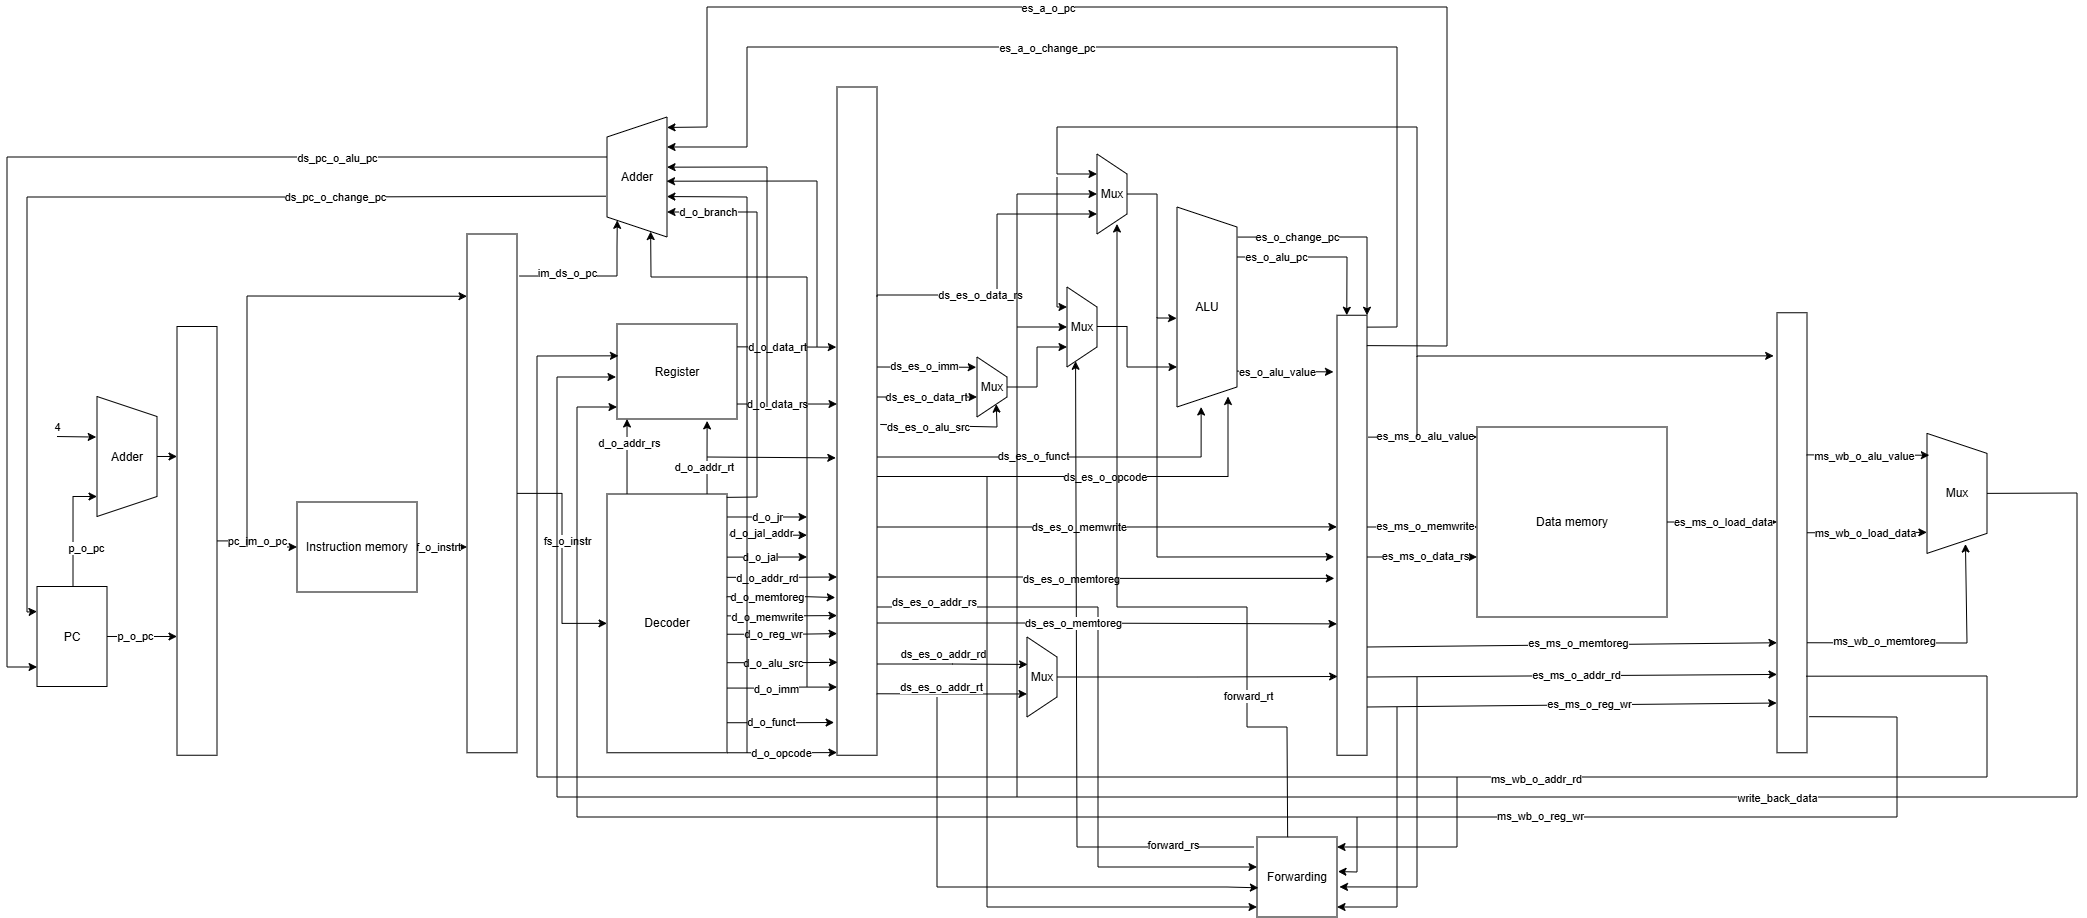 es_a_o_pc
es_a_o_change_pc
ds_pc_o_alu_pc
Adder
ds_pc_o_change_pc
d_o_branch
Mux
es_o_change_pc
es_o_alu_pc
im_ds_o_pc
ds_es_o_data_rs
ALU
Mux
d_o_data_rt
Register
ds_es_o_imm
Mux
es_o_alu_value
ds_es_o_data_rt
d_o_data_rs
4
ds_es_o_alu_src
d_o_addr_rs
es_ms_o_alu_value
Adder
ds_es_o_funct
ms_wb_o_alu_value
d_o_addr_rt
ds_es_o_opcode
Mux
d_o_jr
es_ms_o_load_data
Data memory
ds_es_o_memwrite
es_ms_o_memwrite
d_o_jal_addr
ms_wb_o_load_data
pc_im_o_pc
fs_o_instr
Instruction memory
f_o_instrt
p_o_pc
d_o_jal
es_ms_o_data_rs
d_o_addr_rd
ds_es_o_memtoreg
d_o_memtoreg
ds_es_o_addr_rs
d_o_memwrite
Decoder
ds_es_o_memtoreg
d_o_reg_wr
PC
p_o_pc
ms_wb_o_memtoreg
es_ms_o_memtoreg
ds_es_o_addr_rd
d_o_alu_src
Mux
es_ms_o_addr_rd
d_o_imm
ds_es_o_addr_rt
forward_rt
es_ms_o_reg_wr
d_o_funct
d_o_opcode
ms_wb_o_addr_rd
write_back_data
ms_wb_o_reg_wr
forward_rs
Forwarding